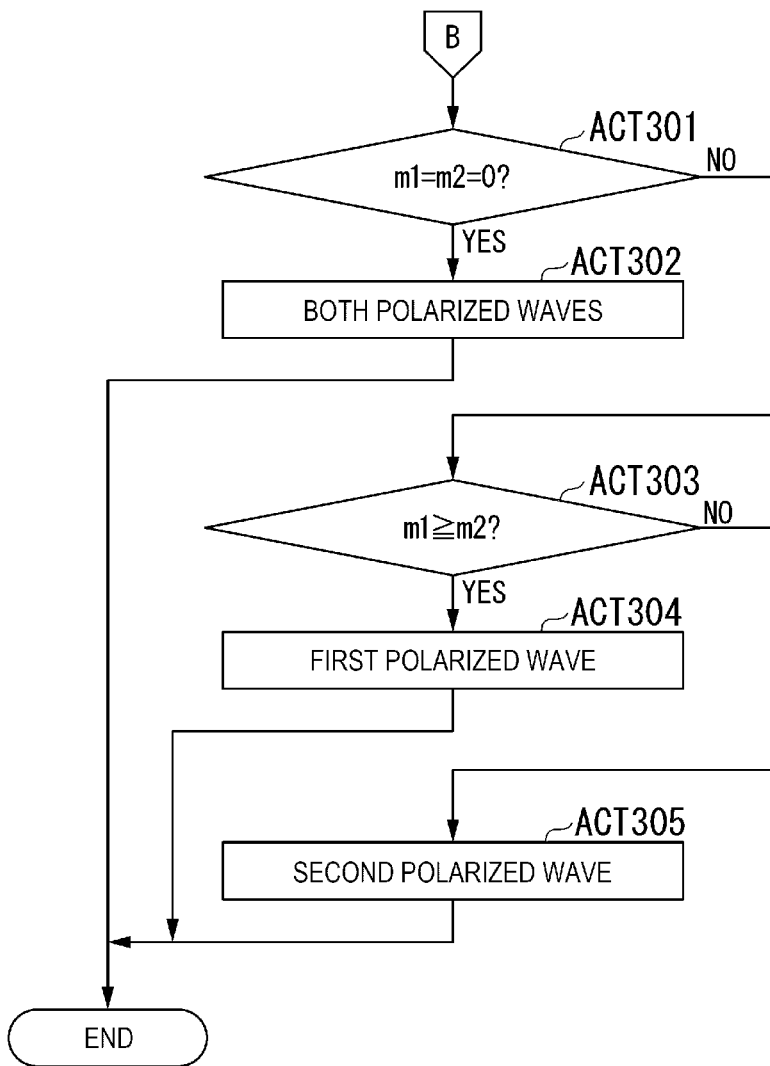 B
ACT301
m1=m2=0?
NO
YES
ACT302
BOTH POLARIZED WAVES
ACT303
m1≧m2?
NO
YES
ACT304
FIRST POLARIZED WAVE
ACT305
SECOND POLARIZED WAVE
END